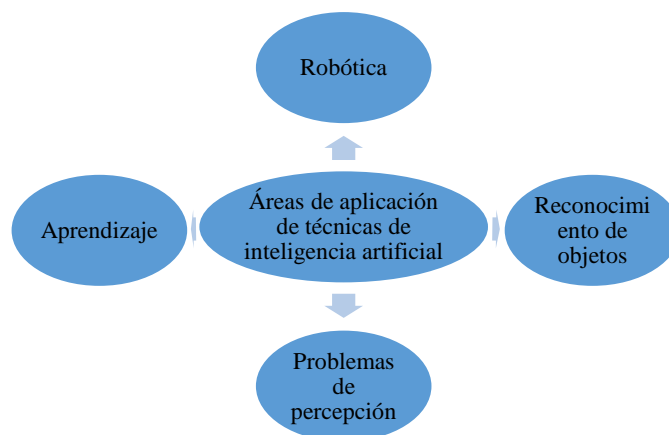 Robótica
Aprendizaje
Áreas de aplicación
de técnicas de
inteligencia artificial
Reconocimi
ento de
objetos
Problemas
de
percepción